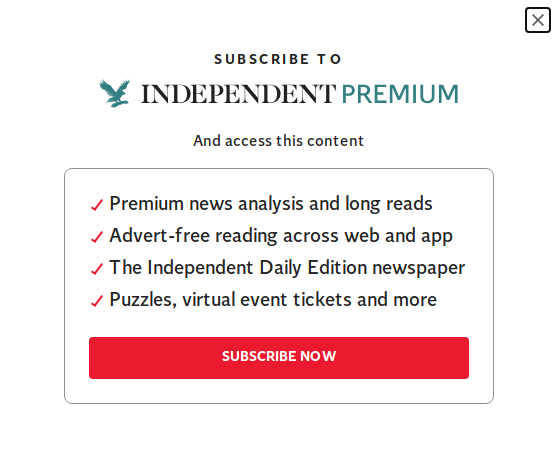 SUBSCRIBE TO
INDEPENDENT PREMIUM
And access this content
Premium news analysis and long reads
Advert-free reading across web and app
The Independent Daily Edition newspaper
Puzzles, virtual event tickets and more
SUBSCRIBE NOW